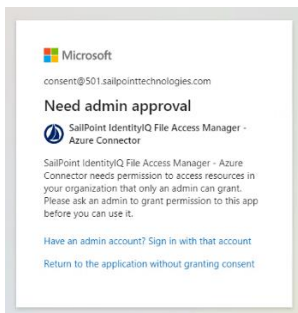 Microsoft
consent@501.sailpointtechnologies.com
Need admin approval
SailPoint IdentityIQ File Access Manager -
Azure Connector
SailPoint IdentityIQ File Access Manager - Azure
Connector needs permission to access resources in
your organization that only an admin can grant.
Please ask an admin to grant permission to this app
before you can use it.
Have an admin account? Sign in with that account
Return to the application without granting consent